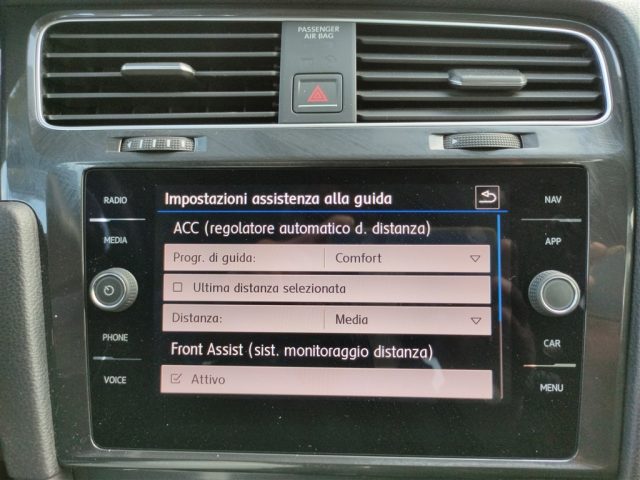 PASSENGER
AIR BAG
RADIO
MEDIA
PHONE
VOICE
Impostazioni assistenza alla guida
ACC (regolatore automatico d. distanza)
Progr. di guida: Comfort
Ultima distanza selezionata
Distanza: Media
Front Assist (sist. monitoraggio distanza)
Attivo
NAV
APP
CAR
MENU